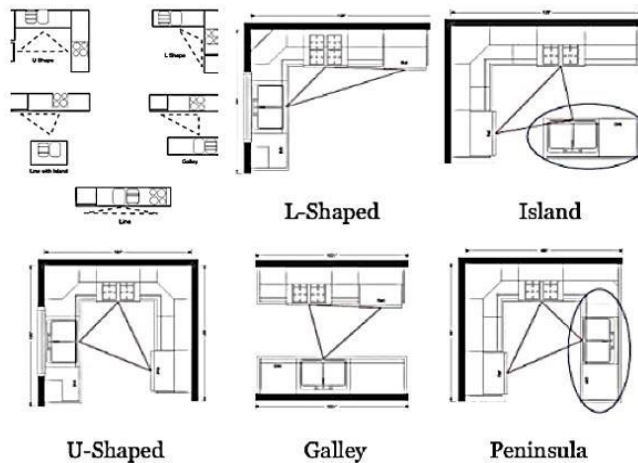 U Shape
L Shape
Line with Island
Galley
Line
L-Shaped
Island
U-Shaped
Galley
Peninsula